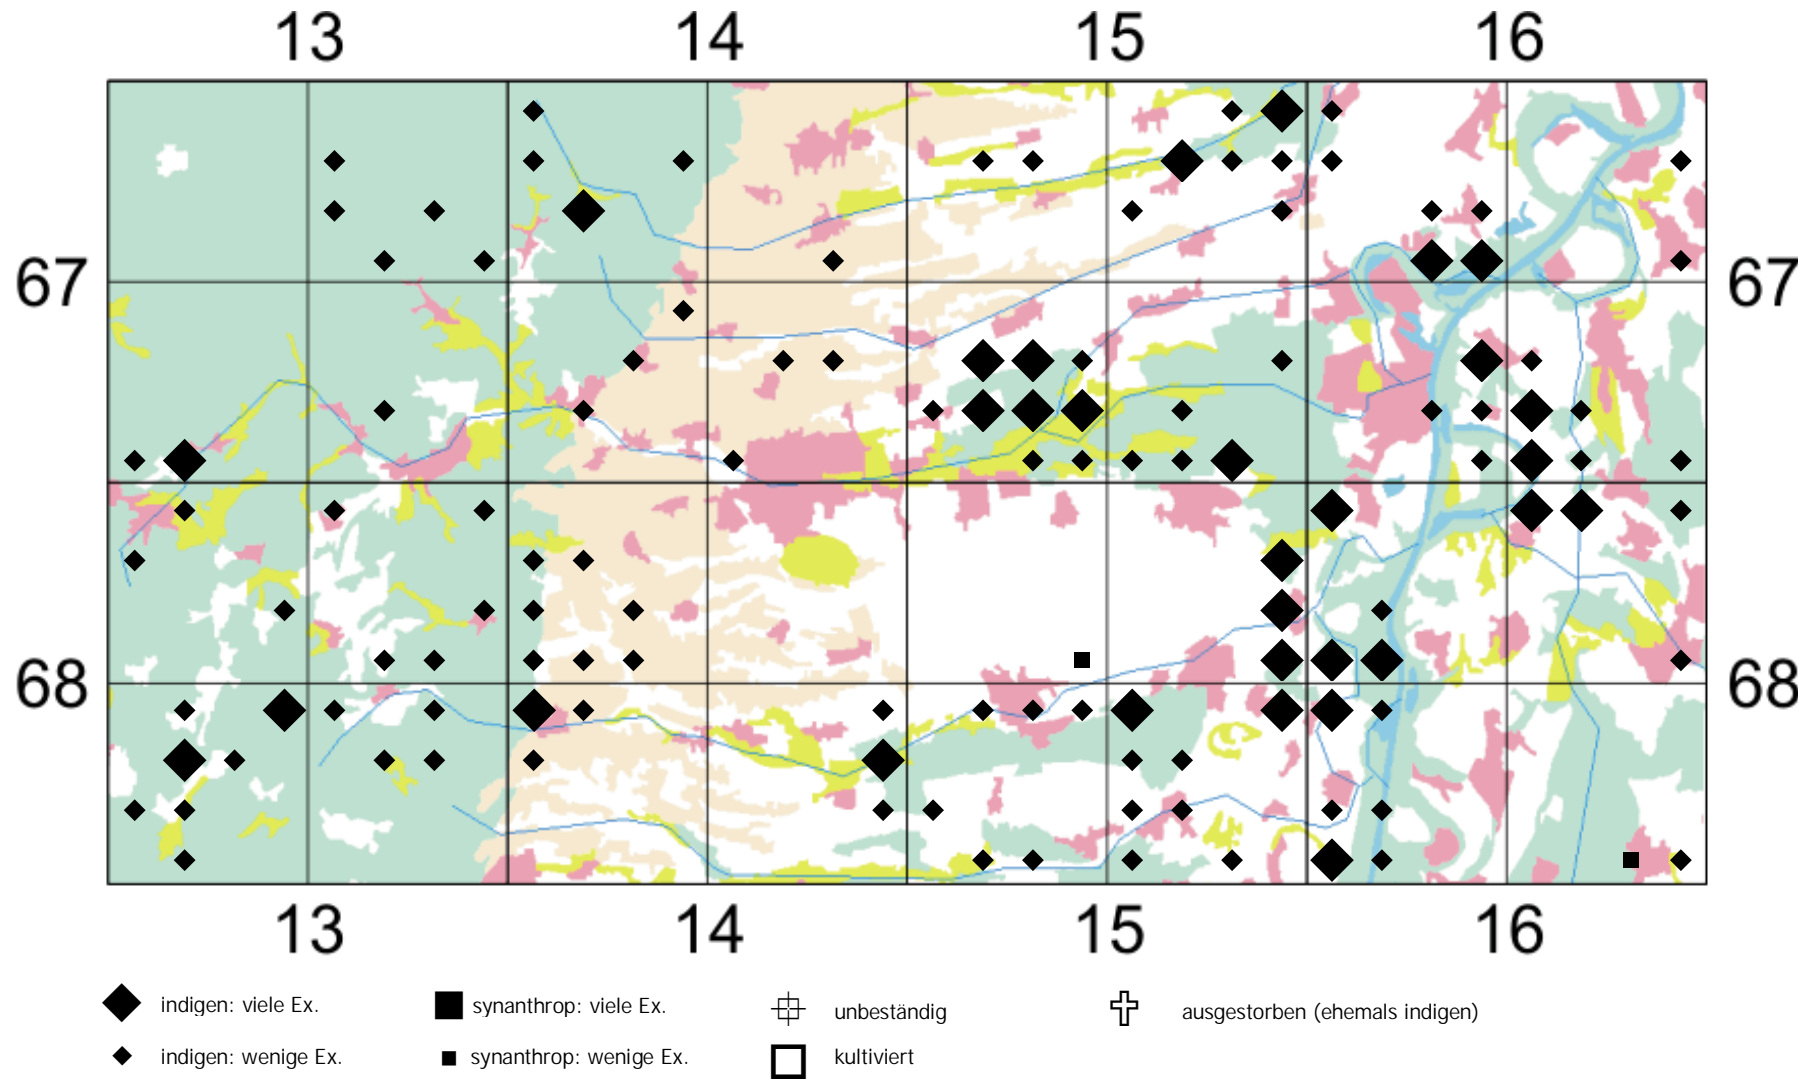 13 14 15 16
67 67
68 68
13 14 15 16
indigen: viele Ex. synanthrop: viele Ex. unbeständig ausgestorben (ehemals indigen)
indigen: wenige Ex. synanthrop: wenige Ex. kultiviert